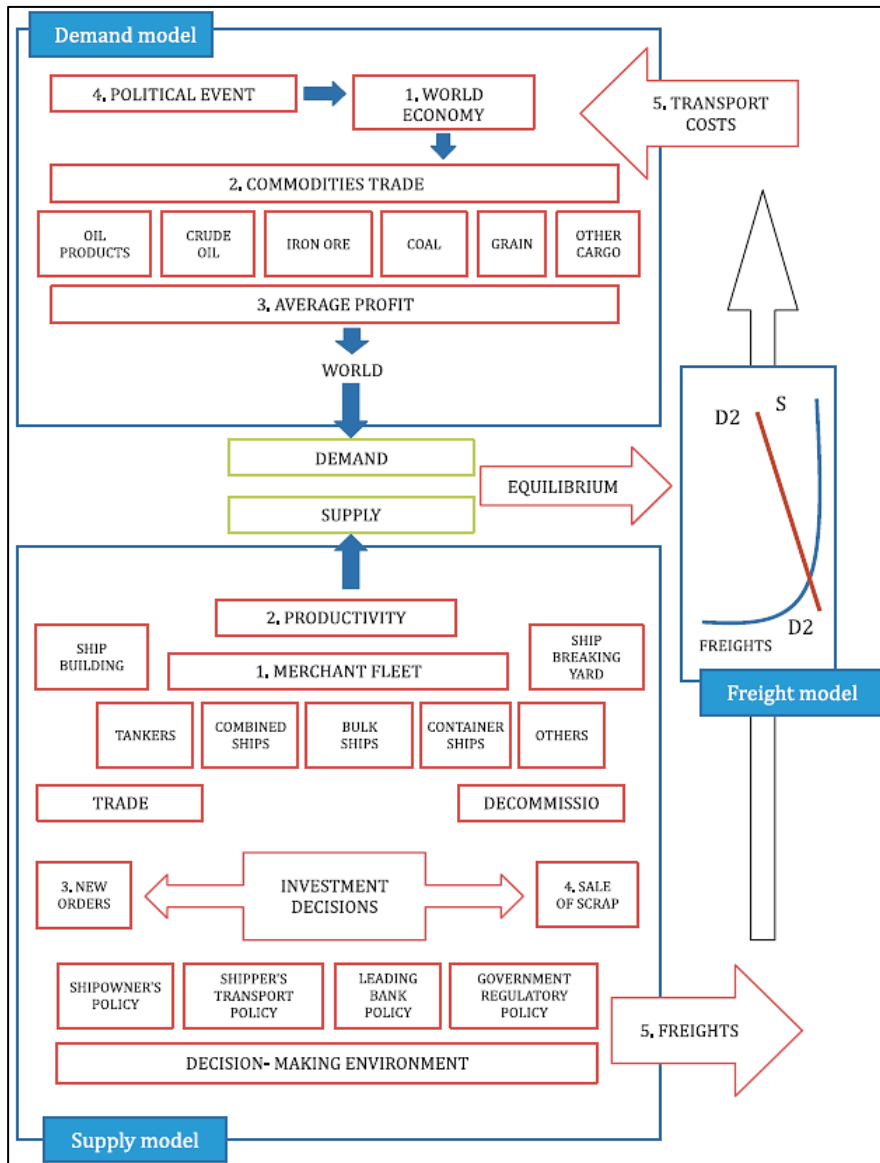 Demand model
4. POLITICAL EVENT
1. WORLD
ECONOMY
5. TRANSPORT
COSTS
2. COMMODITIES TRADE
OIL
PRODUCTS
CRUDE
OIL
IRON ORE
COAL
GRAIN
OTHER
CARGO
3. AVERAGE PROFIT
WORLD
DEMAND
SUPPLY
EQUILIBRIUM
D2
S
D2
FREIGHTS
Freight model
2. PRODUCTIVITY
SHIP
BUILDING
1. MERCHANT FLEET
SHIP
BREAKING
YARD
TANKERS
COMBINED
SHIPS
BULK
SHIPS
CONTAINER
SHIPS
OTHERS
TRADE
DECOMMISSIO
3. NEW
ORDERS
INVESTMENT
DECISIONS
4. SALE
OF SCRAP
SHIPOWNER'S
POLICY
SHIPPER'S
TRANSPORT
POLICY
LEADING
BANK
POLICY
GOVERNMENT
REGULATORY
POLICY
DECISION- MAKING ENVIRONMENT
5. FREIGHTS
Supply model